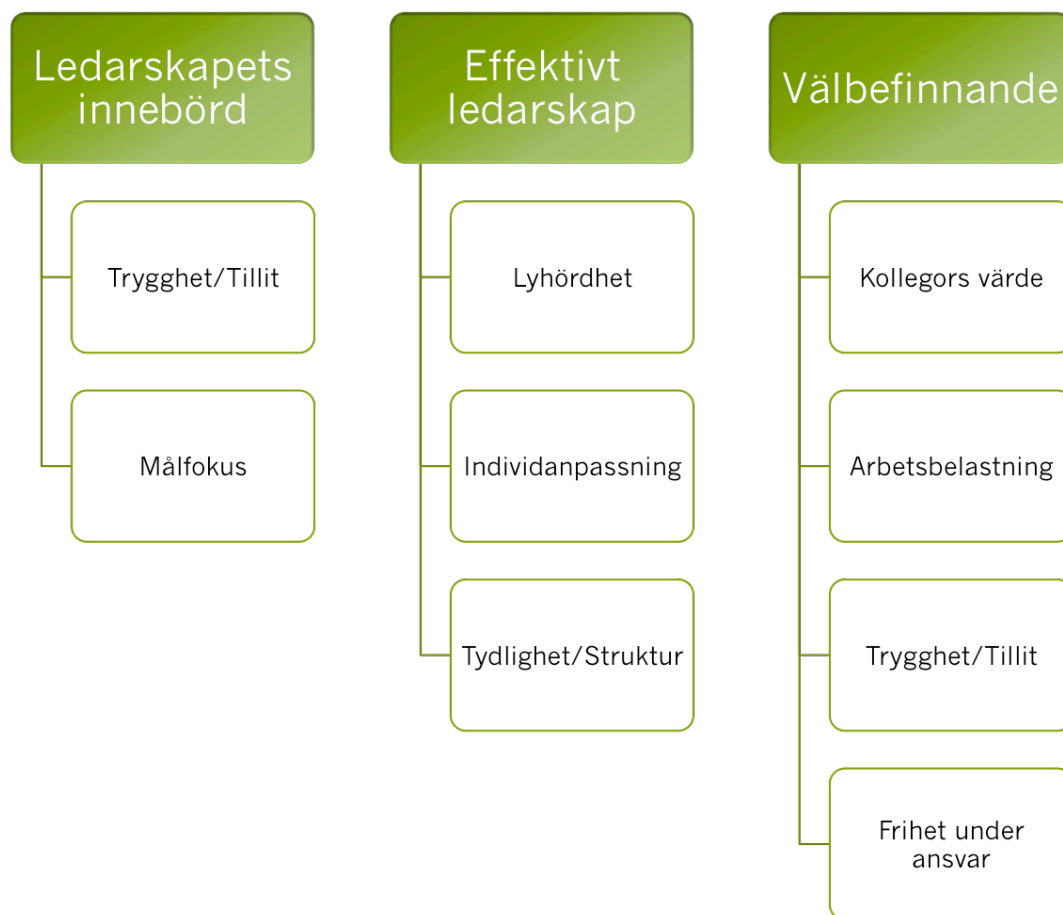 Ledarskapets
innebörd
Trygghet/Tillit
Målfokus
Effektivt
ledarskap
Lyhördhet
Individanpassning
Tydlighet/Struktur
Välbefinnande
Kollegors värde
Arbetsbelastning
Trygghet/Tillit
Frihet under
ansvar